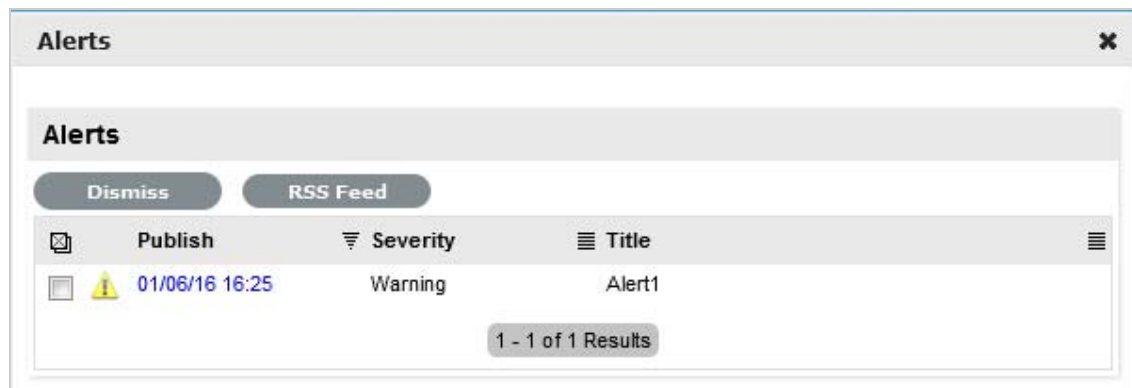 Alerts
Alerts
Dismiss RSS Feed
Publish Severity Title
01/06/16 16:25 Warning Alert1
1 - 1 of 1 Results